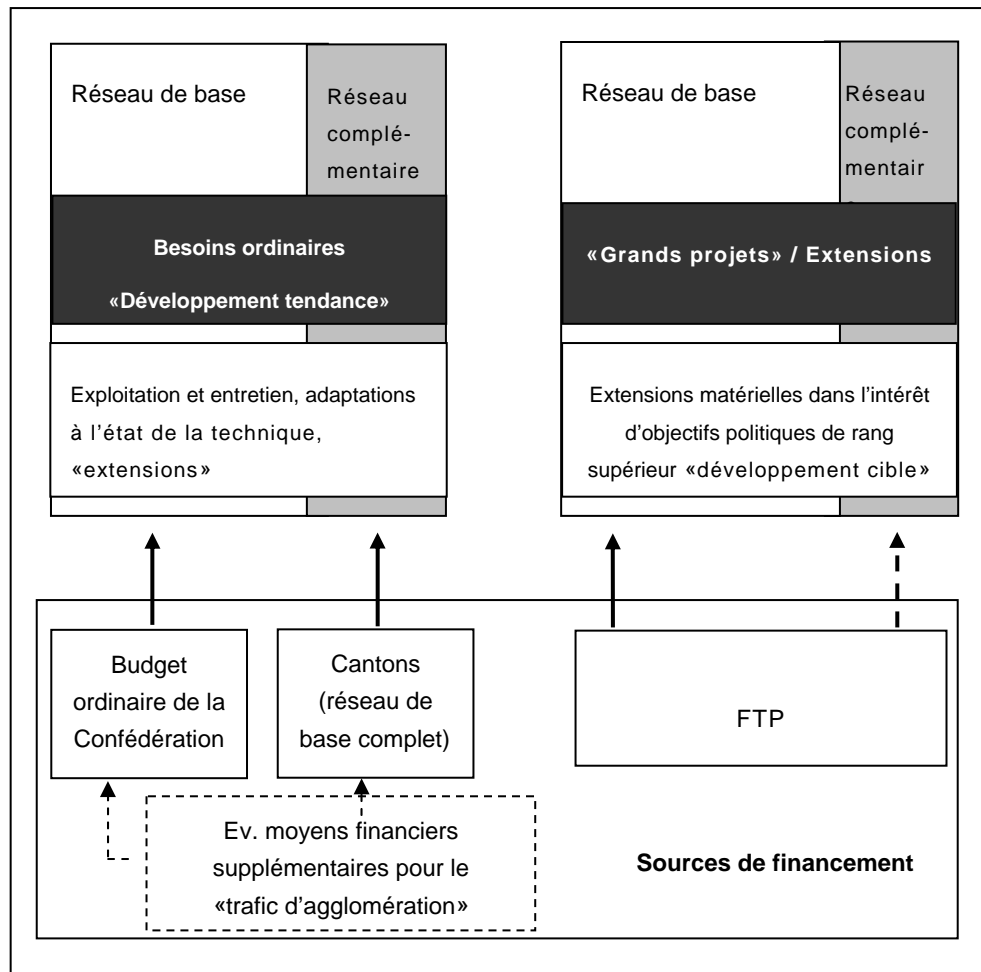 Réseau de base
Réseau
complé-
mentaire
Besoins ordinaires
«Développement tendance»
Exploitation et entretien, adaptations
à l’état de la technique,
«extensions»
Réseau de base
Réseau
complé-
mentair
«Grands projets» / Extensions
Extensions matérielles dans l’intérêt
d’objectifs politiques de rang
supérieur «développement cible»
Budget
ordinaire de la
Confédération
Cantons
(réseau de
base complet)
FTP
Ev. moyens financiers
supplémentaires pour le
«trafic d’agglomération»
Sources de financement